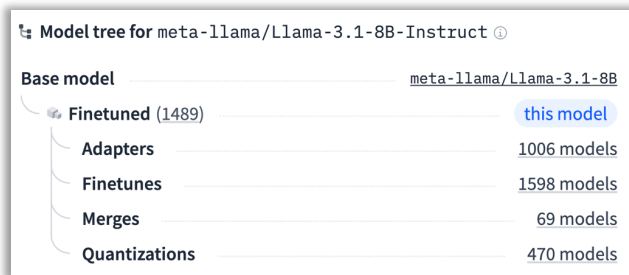 Model tree for meta-llama/Llama-3.1-8B-Instruct
Base model meta-llama/Llama-3.1-8B
Finetuned (1489) this model
Adapters 1006 models
Finetunes 1598 models
Merges 69 models
Quantizations 470 models